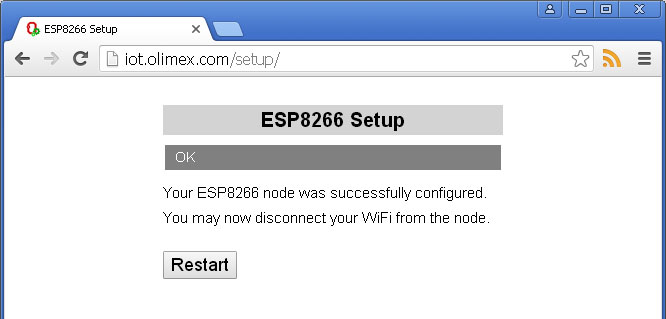 ESP8266 Setup
iot.olimex.com/setup/
ESP8266 Setup
OK
Your ESP8266 node was successfully configured.
You may now disconnect your WiFi from the node.
Restart